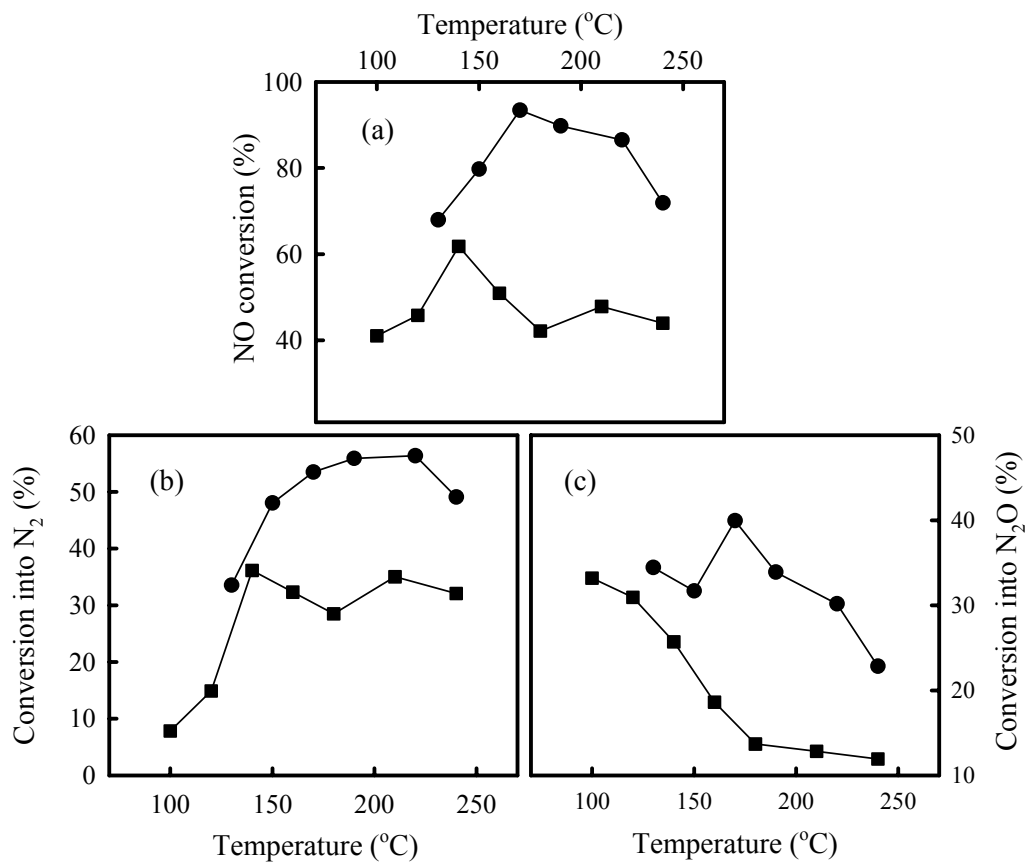 Temperature (°C)
100 150 200 250
100
80
60
40
NO conversion (%)
(a)
60
50
40
30
20
10
0
Conversion into N₂ (%)
(b)
100 150 200 250
Temperature (°C)
(c)
50
40
30
20
10
Conversion into N₂O (%)
100 150 200 250
Temperature (°C)